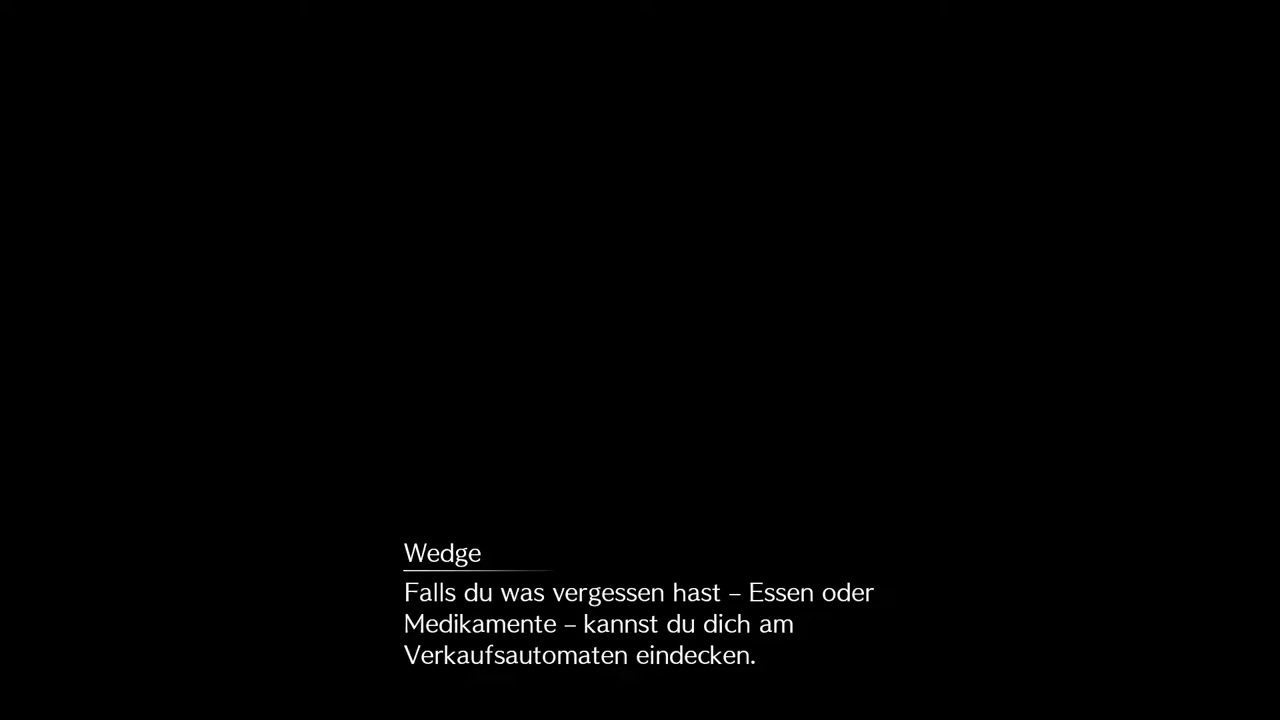 Wedge
Falls du was vergessen hast – Essen oder
Medikamente – kannst du dich am
Verkaufsautomaten eindecken.